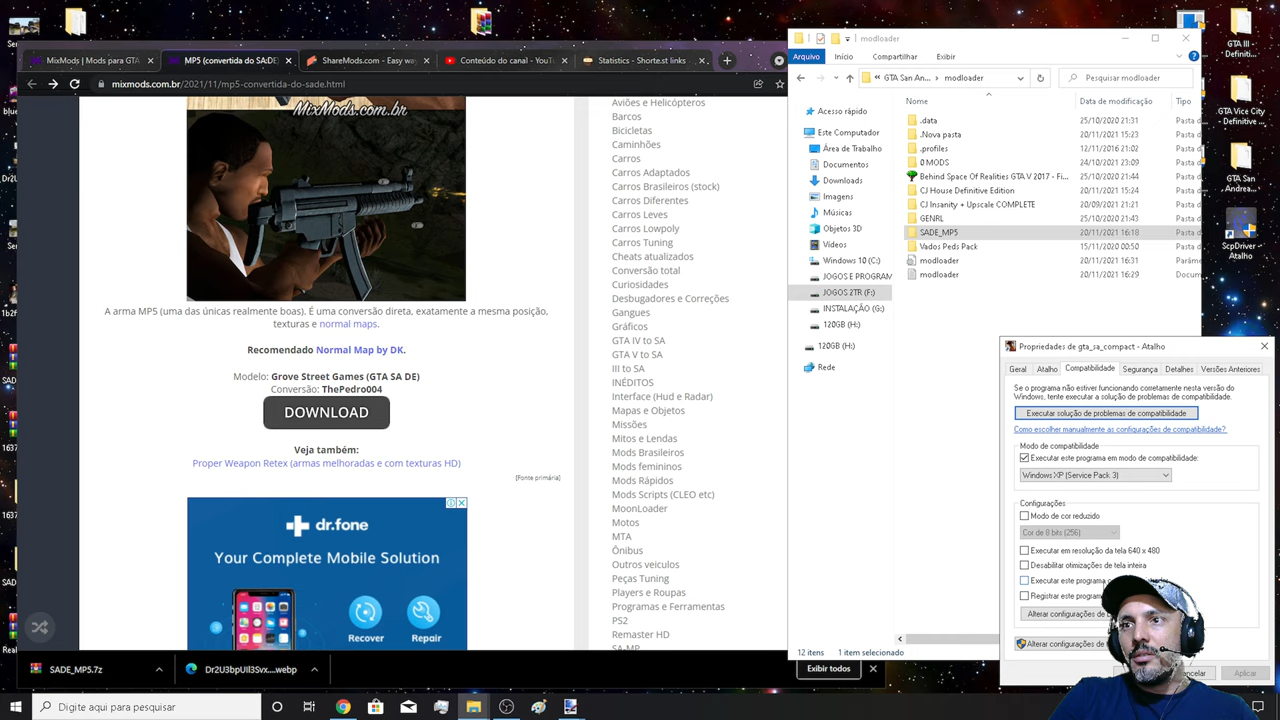 MixMods | Mods para GTA
MP5 (convertida do SADE)
ShareMods.com - Easy way
Conteúdo do canal - YouTu
Statistics - Shorte.st links
mixmods.com.br/2021/11/mp5-convertida-do-sade.html
MixMods.com.br
A arma MP5 (uma das únicas realmente boas). É uma conversão direta, exatamente a mesma posição,
texturas e normal maps.
Recomendado Normal Map by DK.
Modelo: Grove Street Games (GTA SA DE)
Conversão: ThePedro004
DOWNLOAD
Veja também:
Proper Weapon Retex (armas melhoradas e com texturas HD)
[Fonte primária]
dr.fone
Your Complete Mobile Solution
Recover
Repair
Aviões e Helicópteros
Barcos
Bicicletas
Caminhões
Carros
Carros Adaptados
Carros Brasileiros (stock)
Carros Diferentes
Carros Leves
Carros Lowpoly
Carros Tuning
Cheats atualizados
Conversão total
Curiosidades
Desbugadores e Correções
Gangues
Gráficos
GTA IV to SA
GTA V to SA
III to SA
INÉDITOS
Interface (Hud e Radar)
Mapas e Objetos
Missões
Mitos e Lendas
Mods Brasileiros
Mods femininos
Mods Rápidos
Mods Scripts (CLEO etc)
MoonLoader
Motos
MTA
Ônibus
Outros veiculos
Peças Tuning
Players e Roupas
Programas e Ferramentas
PS2
Remaster HD
SA-MP
SADE_MP5.7z
Dr2U3bpUII3Svx....webp
Exibir todos
Digite aqui para pesquisar
modloader
Arquivo
Início
Compartilhar
Exibir
GTA San An...
modloader
Pesquisar modloader
Acesso rápido
Este Computador
Área de Trabalho
Documentos
Downloads
Imagens
Músicas
Objetos 3D
Vídeos
Windows 10 (C:)
JOGOS E PROGRAM
JOGOS 2TR (F:)
INSTALAÇÃO (G:)
120GB (H:)
120GB (H:)
Rede
Nome
Data de modificação
Tipo
.data 25/10/2020 21:31 Pasta d
.Nova pasta 20/11/2021 15:23 Pasta d
.profiles 12/11/2016 21:02 Pasta d
0 MODS 24/10/2021 23:09 Pasta d
Behind Space Of Realities GTA V 2017 - Fi... 25/10/2020 21:44 Pasta d
CJ House Definitive Edition 20/11/2021 15:24 Pasta d
CJ Insanity + Upscale COMPLETE 20/09/2021 21:21 Pasta d
GENRL 25/10/2020 21:43 Pasta d
SADE_MP5 20/11/2021 16:18 Pasta d
Vados Peds Pack 15/11/2020 00:50 Pasta d
modloader 20/11/2021 16:31 Parâme
modloader 20/11/2021 16:29 Docum
12 itens
1 item selecionado
Propriedades de gta_sa_compact - Atalho
Geral
Atalho
Compatibilidade
Segurança
Detalhes
Versões Anteriores
Se o programa não estiver funcionando corretamente nesta versão do
Windows, tente executar a solução de problemas de compatibilidade.
Executar solução de problemas de compatibilidade
Como escolher manualmente as configurações de compatibilidade?
Modo de compatibilidade
Executar este programa em modo de compatibilidade:
Windows XP (Service Pack 3)
Configurações
Modo de cor reduzido
Cor de 8 bits (256)
Executar em resolução da tela 640 x 480
Desabilitar otimizações de tela inteira
Executar este programa
Registrar este
Alterar configurações de
Alterar configurações de
ancelar
Aplicar
GTA III
GTA Vice
City -
Definitive
GTA San
Andrea...
ScpDriver -
Atalho